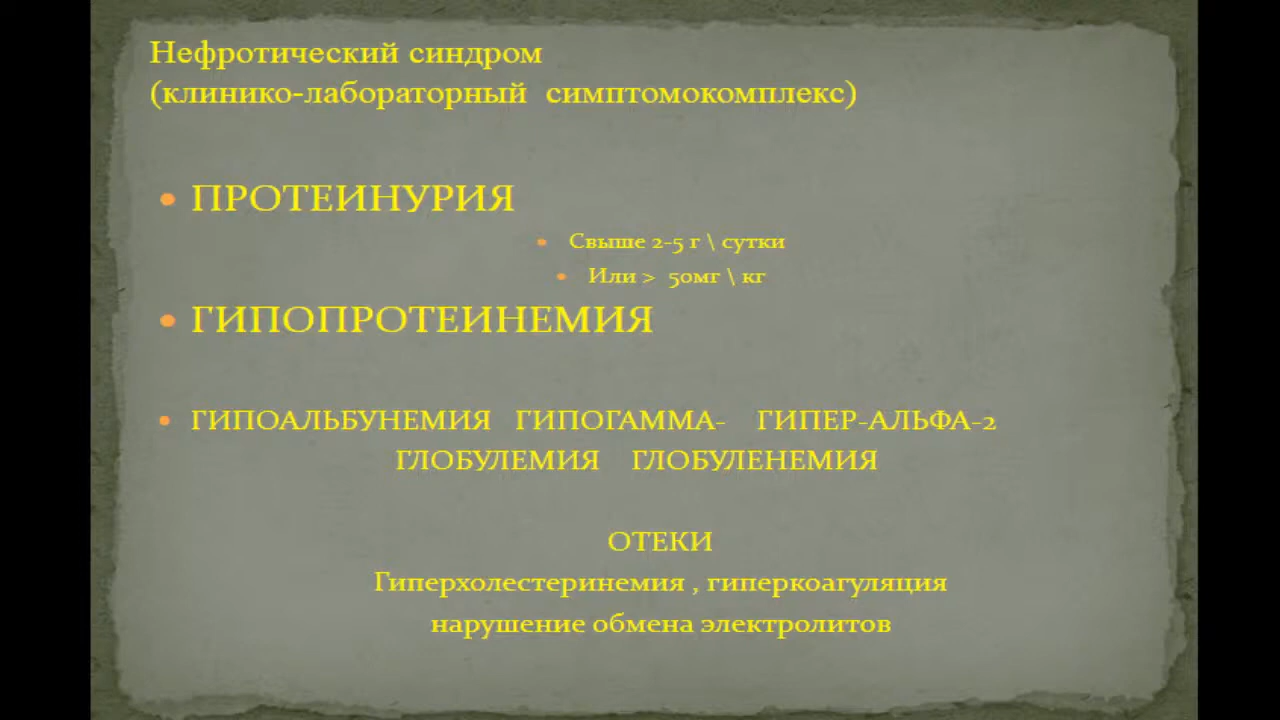 Нефротический синдром
(клинико-лабораторный симптомокомплекс)
• ПРОТЕИНУРИЯ
• Свыше 2-5 г \ сутки
• Или > 50мг \ кг
• ГИПОПРОТЕИНЕМИЯ
• ГИПОАЛЬБУНЕМИЯ ГИПОГАММА- ГИПЕР-АЛЬФА-2
ГЛОБУЛЕМИЯ ГЛОБУЛЕНЕМИЯ
ОТЕКИ
Гиперхолестеринемия , гиперкоагуляция
нарушение обмена электролитов